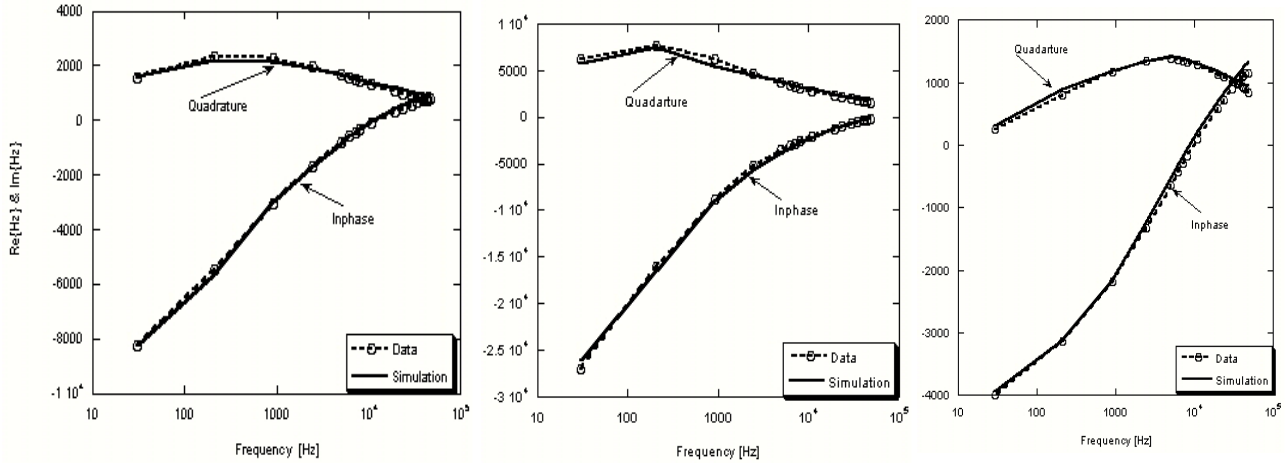 Re{Hz} & Im{Hz}
4000
2000
0
-2000
-4000
-6000
-8000
-1 10⁴
Quadrature
Inphase
Data
Simulation
10
100
1000
10⁴
10⁵
Frequency [Hz]
1 10⁴
5000
0
-5000
-1 10⁴
-1.5 10⁴
-2 10⁴
-2.5 10⁴
-3 10⁴
Quadarture
Inphase
Data
Simulation
10
100
1000
10⁴
10⁵
Frequency [Hz]
2000
1000
0
-1000
-2000
-3000
-4000
Quadarture
Inphase
Data
Simulation
10
100
1000
10⁴
10⁵
Frequency [Hz]